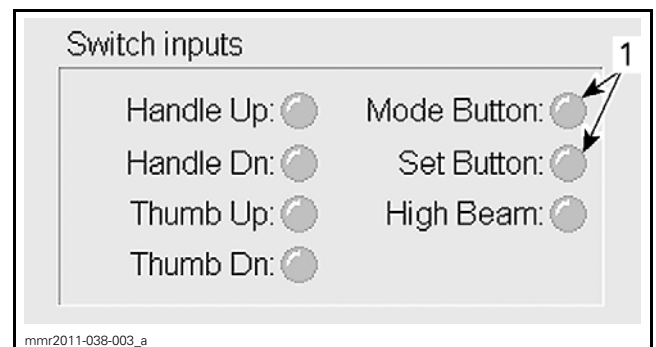 Switch inputs
1
Handle Up:
Mode Button:
Handle Dn:
Set Button:
Thumb Up:
High Beam:
Thumb Dn:
mmr2011-038-003_a